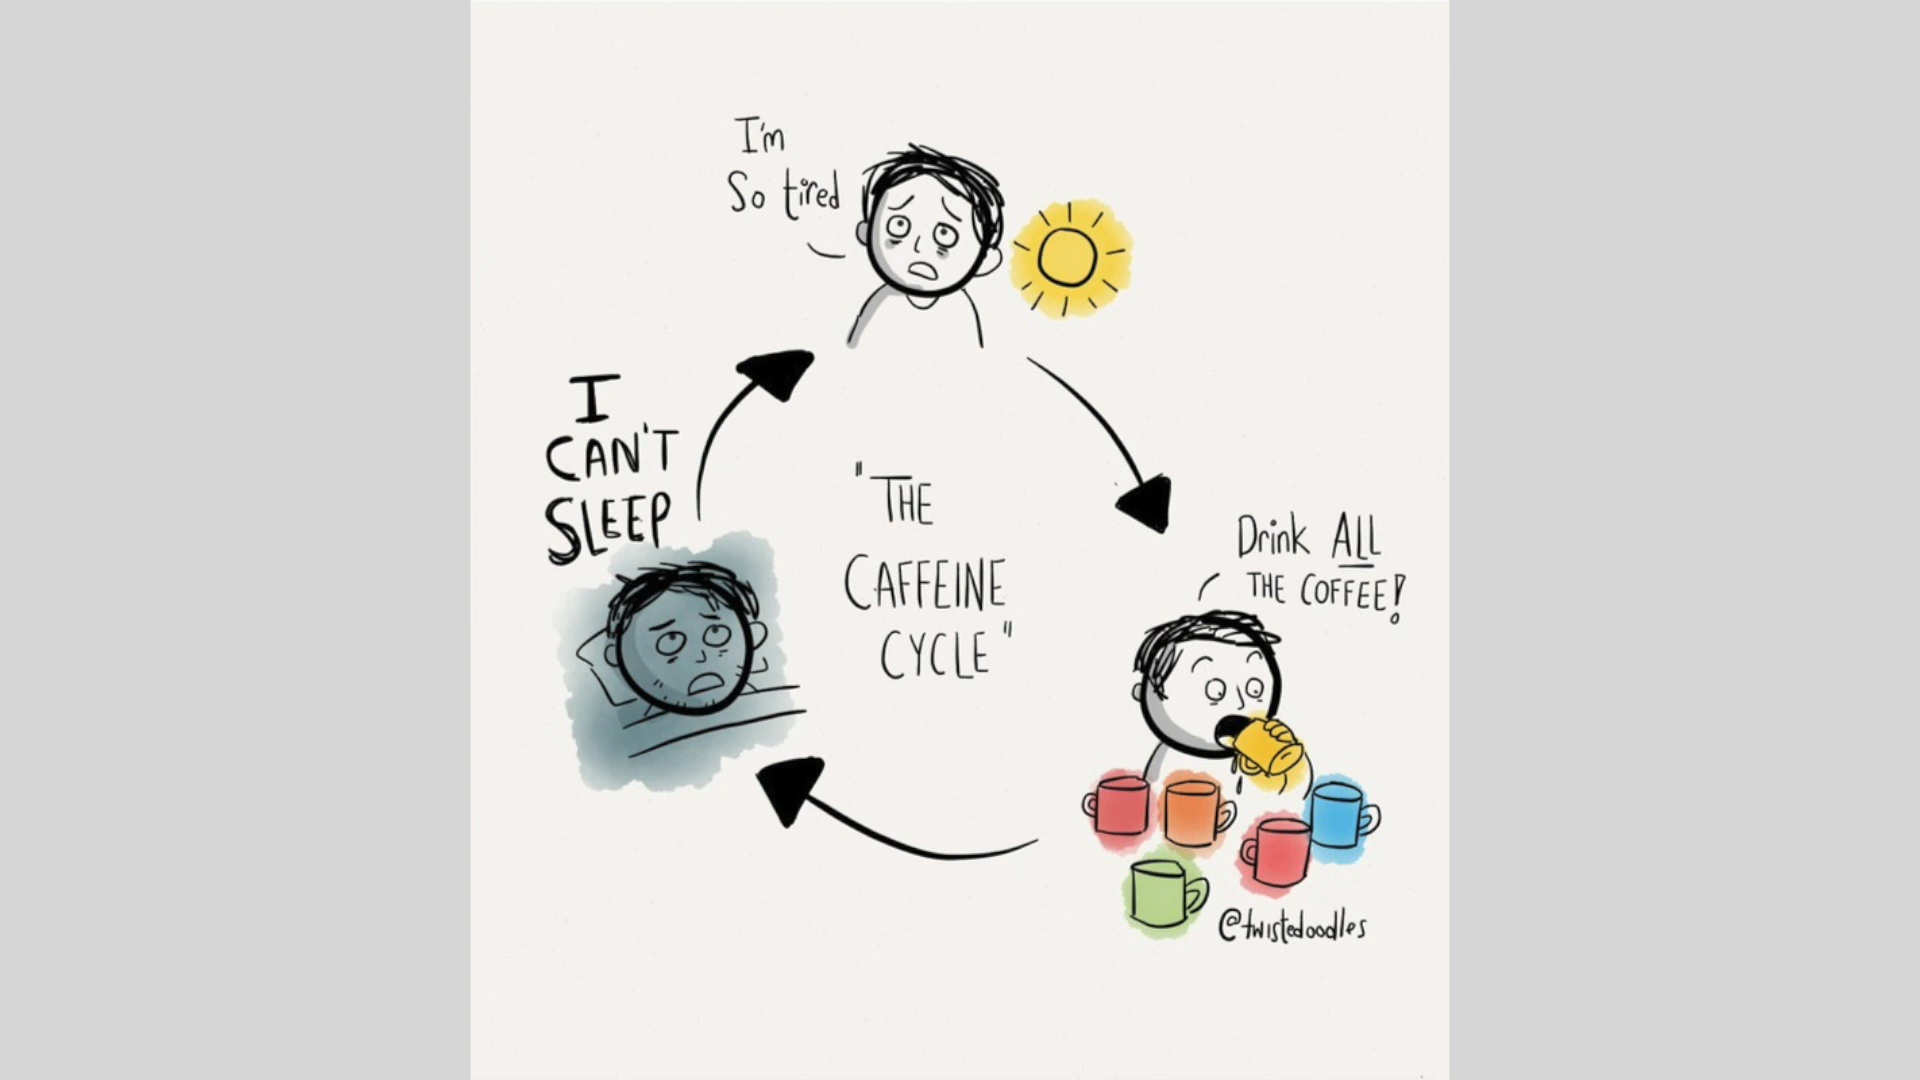 I'm
So tired
I
CAN'T
SLEEP
"THE
CAFFEINE
CYCLE"
Drink ALL
THE COFFEE!
@twistedoodles